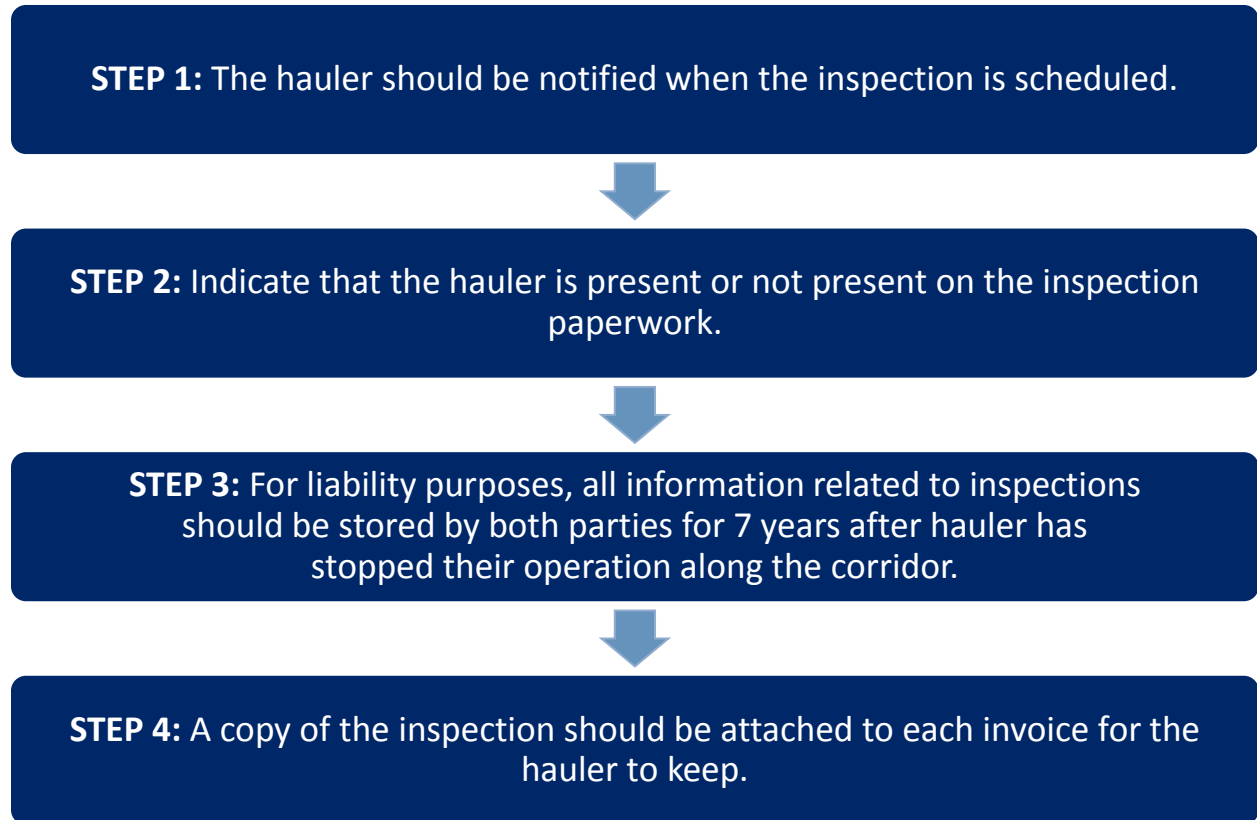 STEP 1: The hauler should be notified when the inspection is scheduled.
STEP 2: Indicate that the hauler is present or not present on the inspection
paperwork.
STEP 3: For liability purposes, all information related to inspections
should be stored by both parties for 7 years after hauler has
stopped their operation along the corridor.
STEP 4: A copy of the inspection should be attached to each invoice for the
hauler to keep.